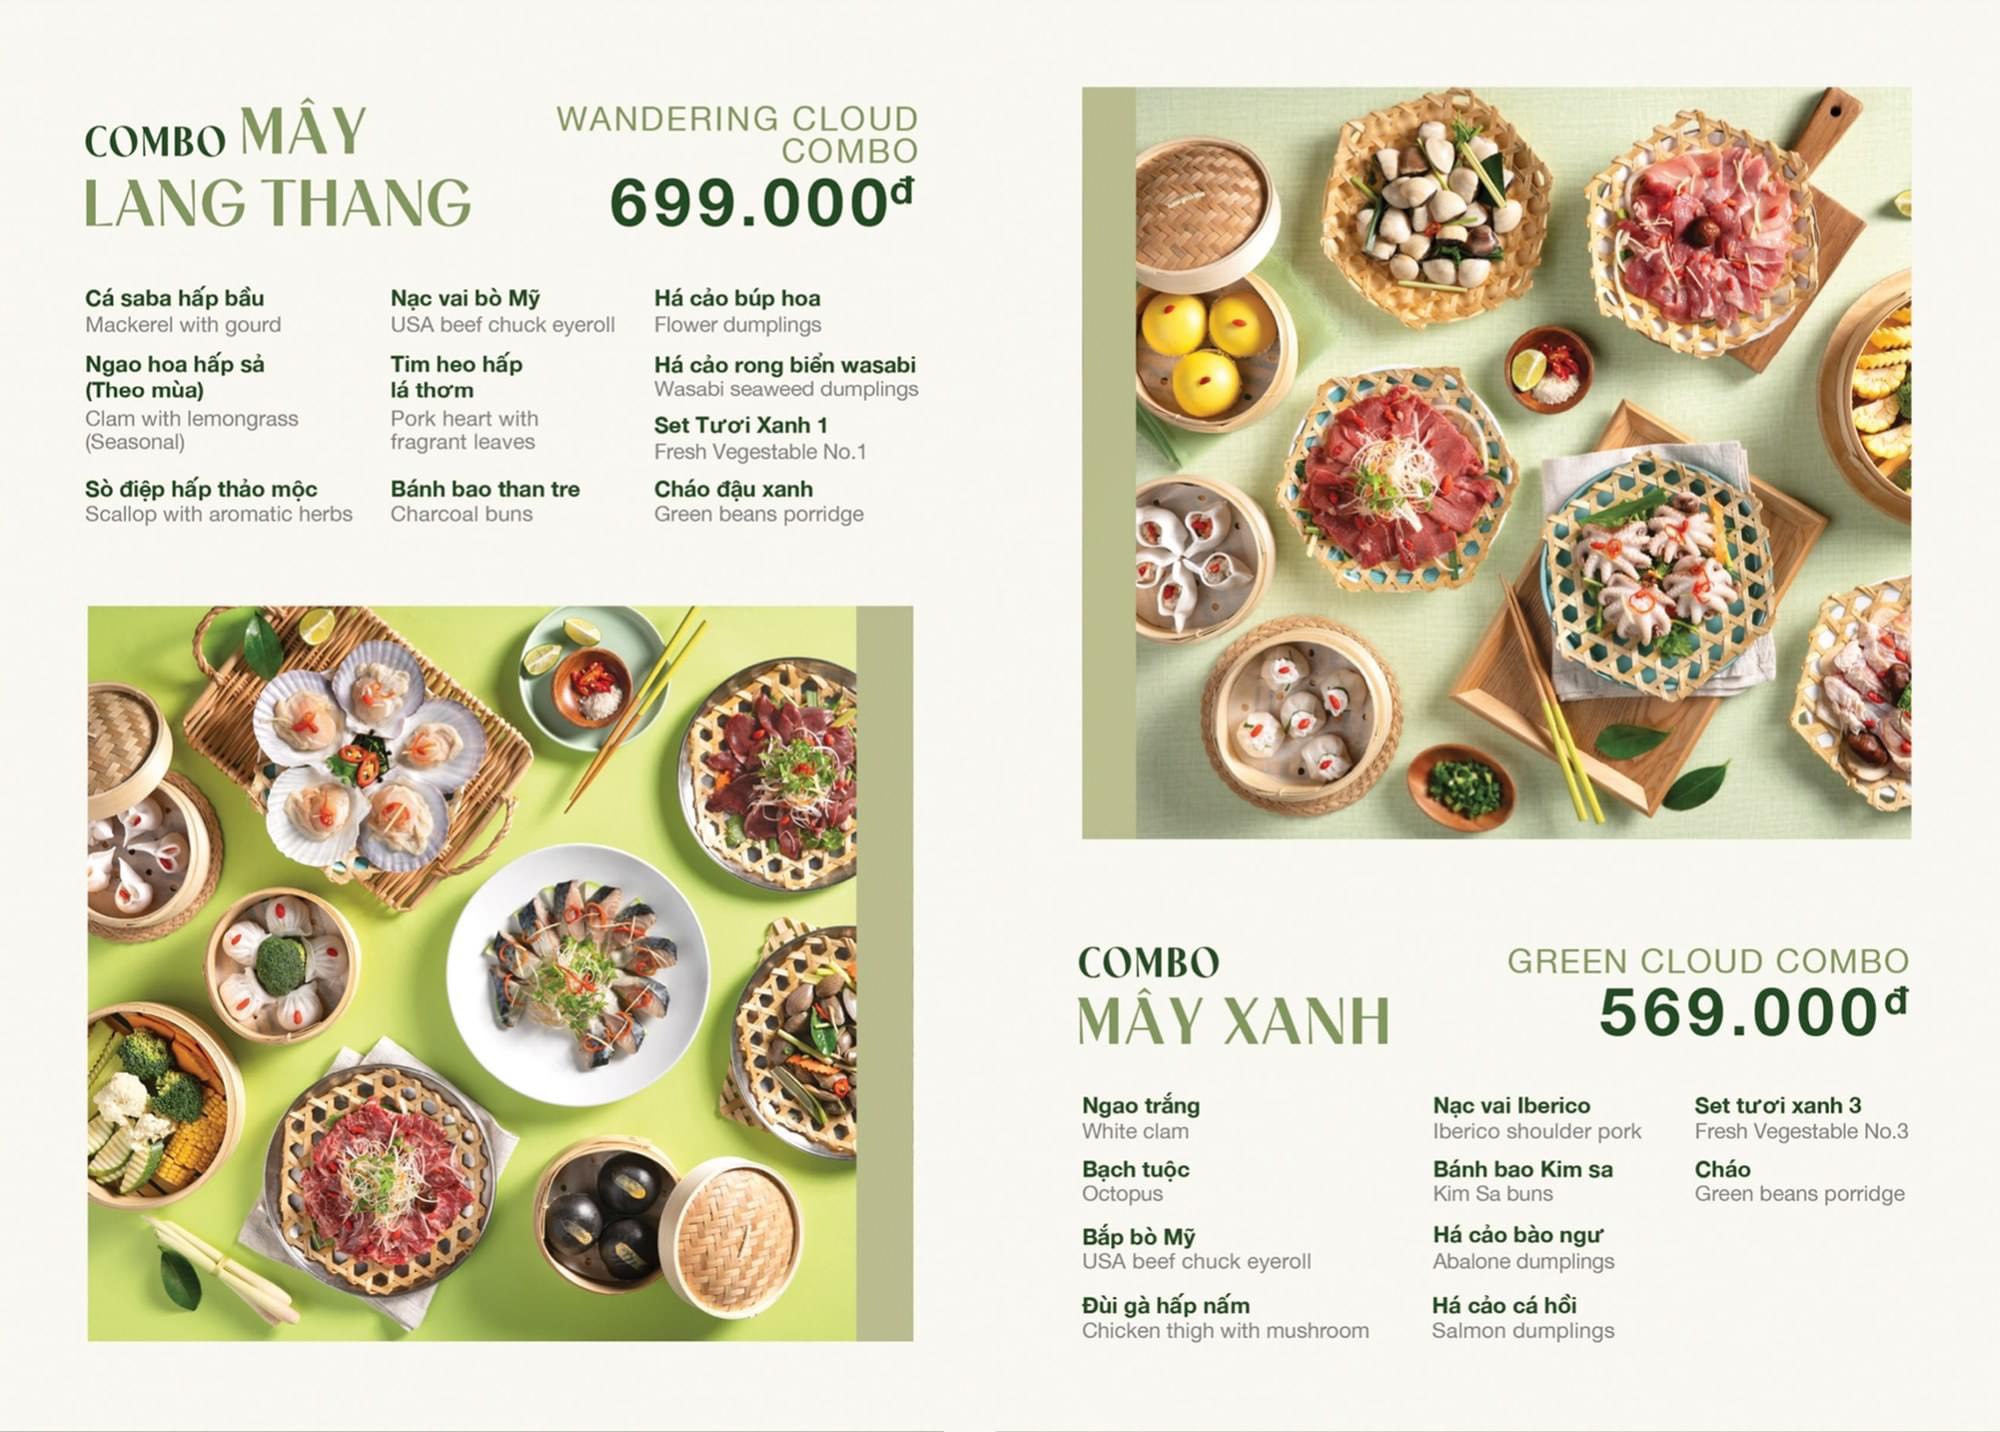 COMBO MÂY
LANG THANG
WANDERING CLOUD
COMBO
699.000đ
Cá saba hấp bầu
Mackerel with gourd
Ngao hoa hấp sả
(Theo mùa)
Clam with lemongrass
(Seasonal)
Sò điệp hấp thảo mộc
Scallop with aromatic herbs
Nạc vai bò Mỹ
USA beef chuck eyeroll
Tim heo hấp
lá thơm
Pork heart with
fragrant leaves
Bánh bao than tre
Charcoal buns
Há cảo búp hoa
Flower dumplings
Há cảo rong biển wasabi
Wasabi seaweed dumplings
Set Tươi Xanh 1
Fresh Vegestable No.1
Cháo đậu xanh
Green beans porridge
COMBO
MÂY XANH
GREEN CLOUD COMBO
569.000đ
Ngao trắng
White clam
Bạch tuộc
Octopus
Bắp bò Mỹ
USA beef chuck eyeroll
Đùi gà hấp nấm
Chicken thigh with mushroom
Nạc vai Iberico
Iberico shoulder pork
Bánh bao Kim sa
Kim Sa buns
Há cảo bào ngư
Abalone dumplings
Há cảo cá hồi
Salmon dumplings
Set tươi xanh 3
Fresh Vegestable No.3
Cháo
Green beans porridge